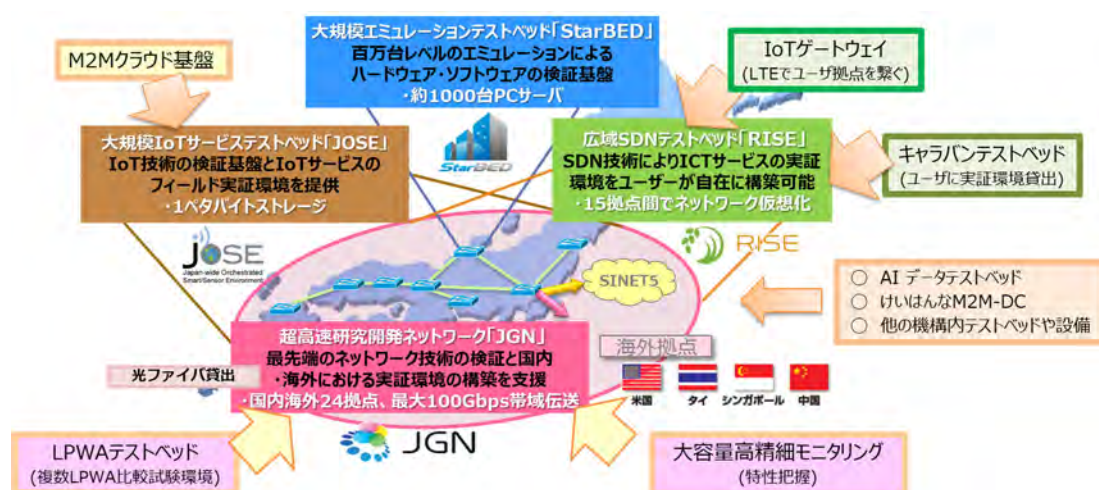 大規模エミュレーションテストベッド「StarBED」
百万台レベルのエミュレーションによる
ハードウェア・ソフトウェアの検証基盤
・約1000台PCサーバ
M2Mクラウド基盤
IoTゲートウェイ
(LTEでユーザ拠点を繋ぐ)
大規模IoTサービステストベッド「JOSE」
IoT技術の検証基盤とIoTサービスの
フィールド実証環境を提供
・1ペタバイトストレージ
StarBED
広域SDNテストベッド「RISE」
SDN技術によりICTサービスの実証
環境をユーザーが自在に構築可能
・15拠点間でネットワーク仮想化
キャラバンテストベッド
(ユーザに実証環境貸出)
JOSE
Japan-wide Orchestrated
Smart/Sensor Environment
RISE
SINET5
○ AI データテストベッド
○ けいはんなM2M-DC
○ 他の機構内テストベッドや設備
超高速研究開発ネットワーク「JGN」
最先端のネットワーク技術の検証と国内
・海外における実証環境の構築を支援
・国内海外24拠点、最大100Gbps帯域伝送
光ファイバ貸出
海外拠点
米国 タイ シンガポール 中国
LPWAテストベッド
(複数LPWA比較試験環境)
JGN
大容量高精細モニタリング
(特性把握)